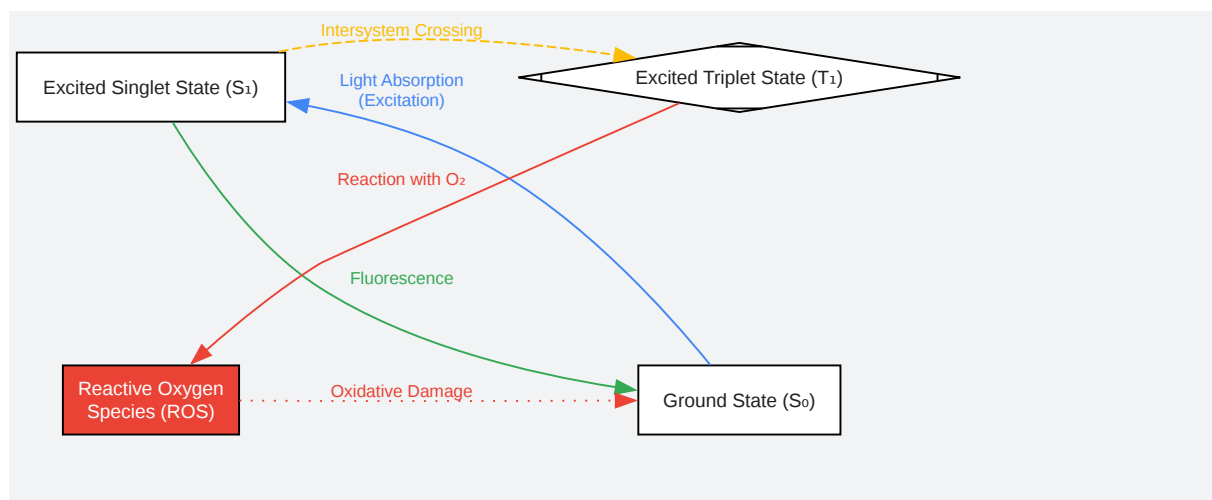 Intersystem Crossing
Excited Singlet State (S₁)
Excited Triplet State (T₁)
Light Absorption
(Excitation)
Reaction with O₂
Fluorescence
Reactive Oxygen
Species (ROS)
Oxidative Damage
Ground State (S₀)